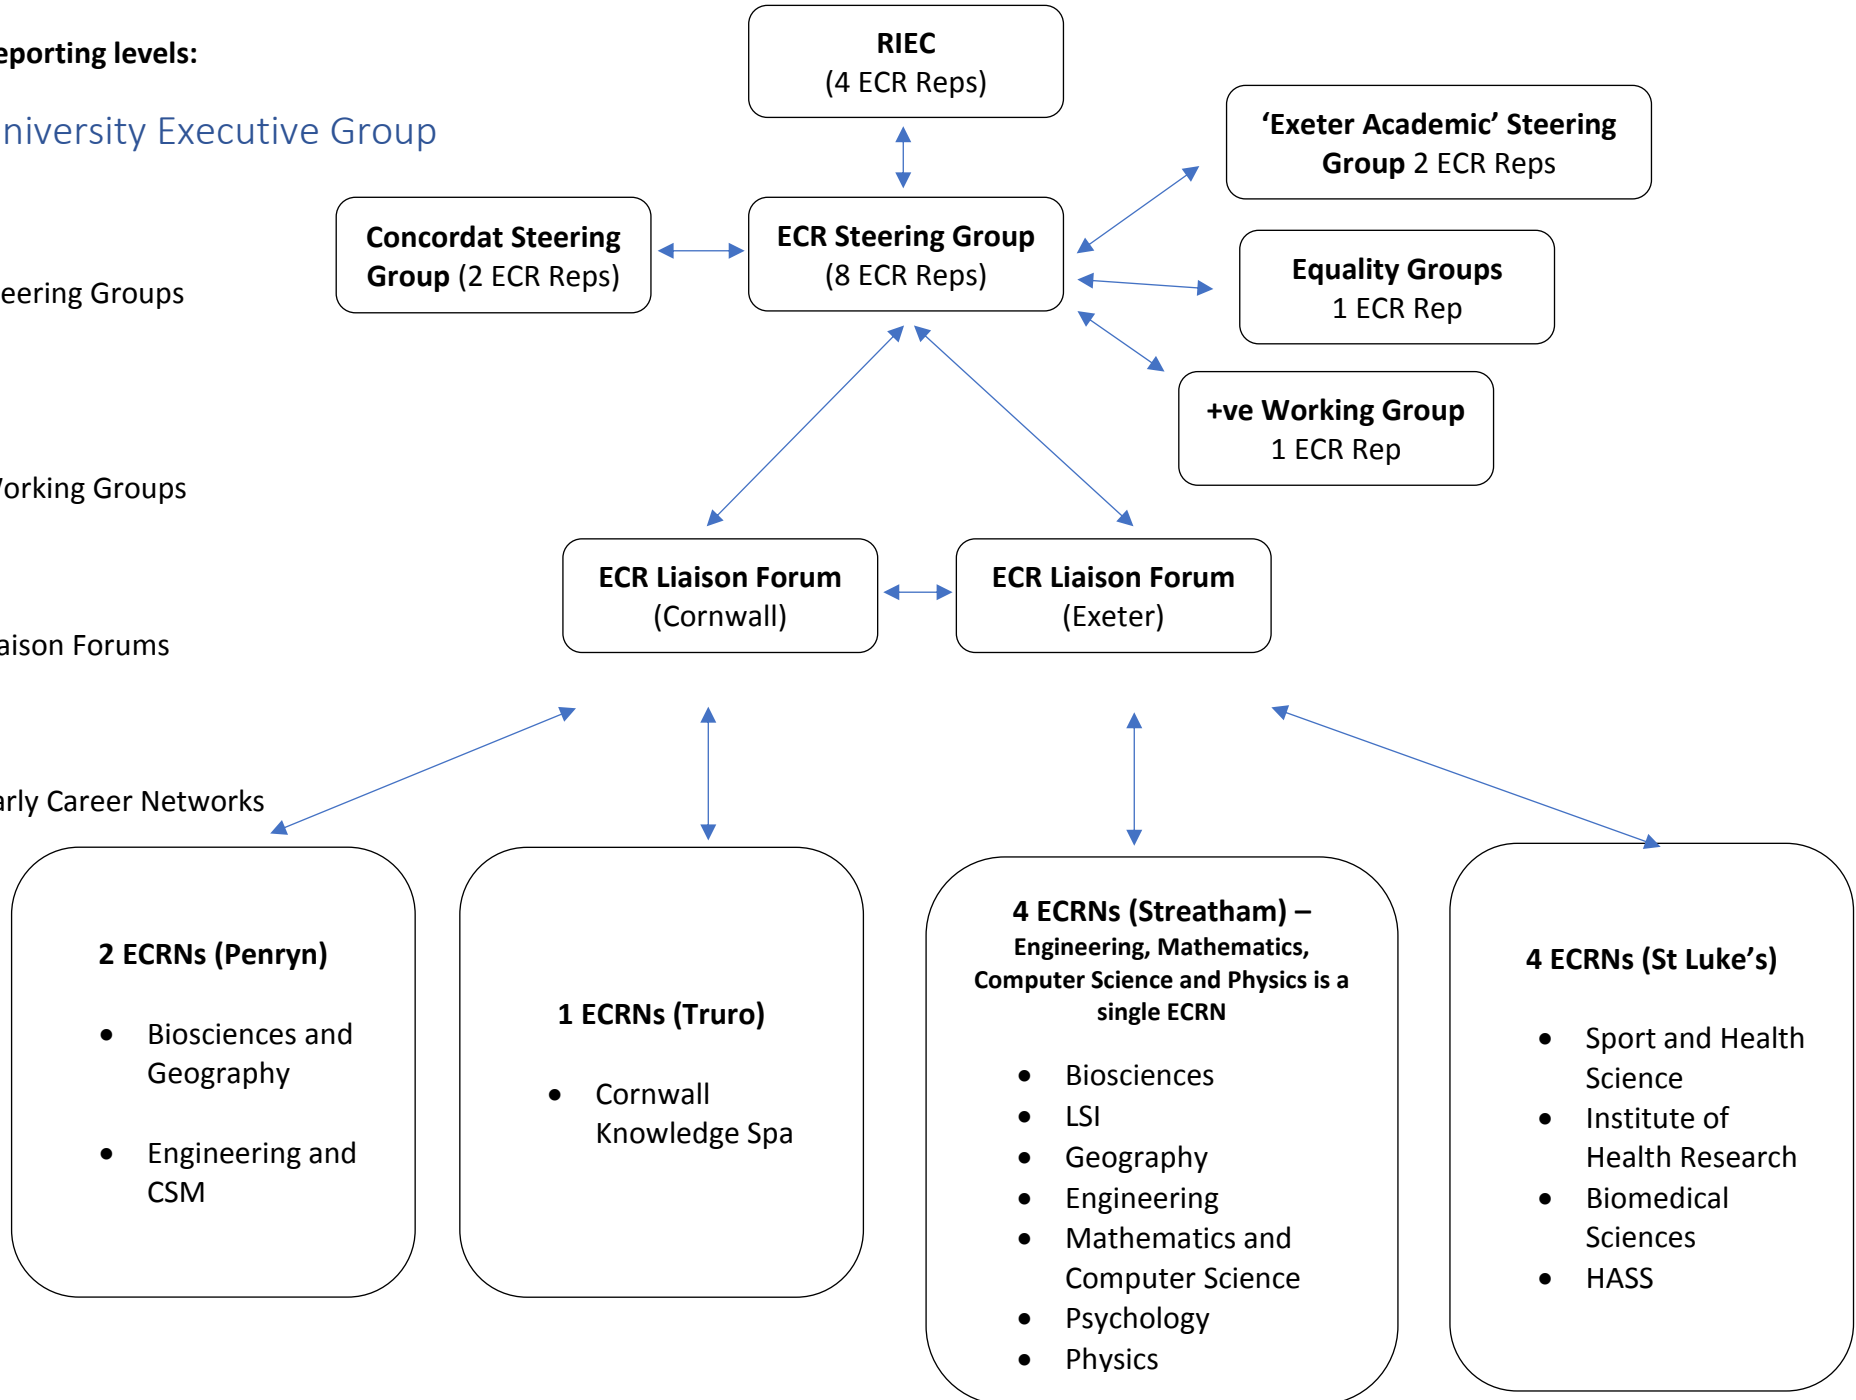 eporting levels:
niversity Executive Group
eering Groups
Working Groups
aison Forums
arly Career Networks
RIEC
(4 ECR Reps)
‘Exeter Academic’ Steering
Group 2 ECR Reps
Concordat Steering
Group (2 ECR Reps)
ECR Steering Group
(8 ECR Reps)
Equality Groups
1 ECR Rep
+ve Working Group
1 ECR Rep
ECR Liaison Forum
(Cornwall)
ECR Liaison Forum
(Exeter)
2 ECRNs (Penryn)
• Biosciences and
Geography
• Engineering and
CSM
1 ECRNs (Truro)
• Cornwall
Knowledge Spa
4 ECRNs (Streatham) –
Engineering, Mathematics,
Computer Science and Physics is a
single ECRN
• Biosciences
• LSI
• Geography
• Engineering
• Mathematics and
Computer Science
• Psychology
• Physics
4 ECRNs (St Luke’s)
• Sport and Health
Science
• Institute of
Health Research
• Biomedical
Sciences
• HASS